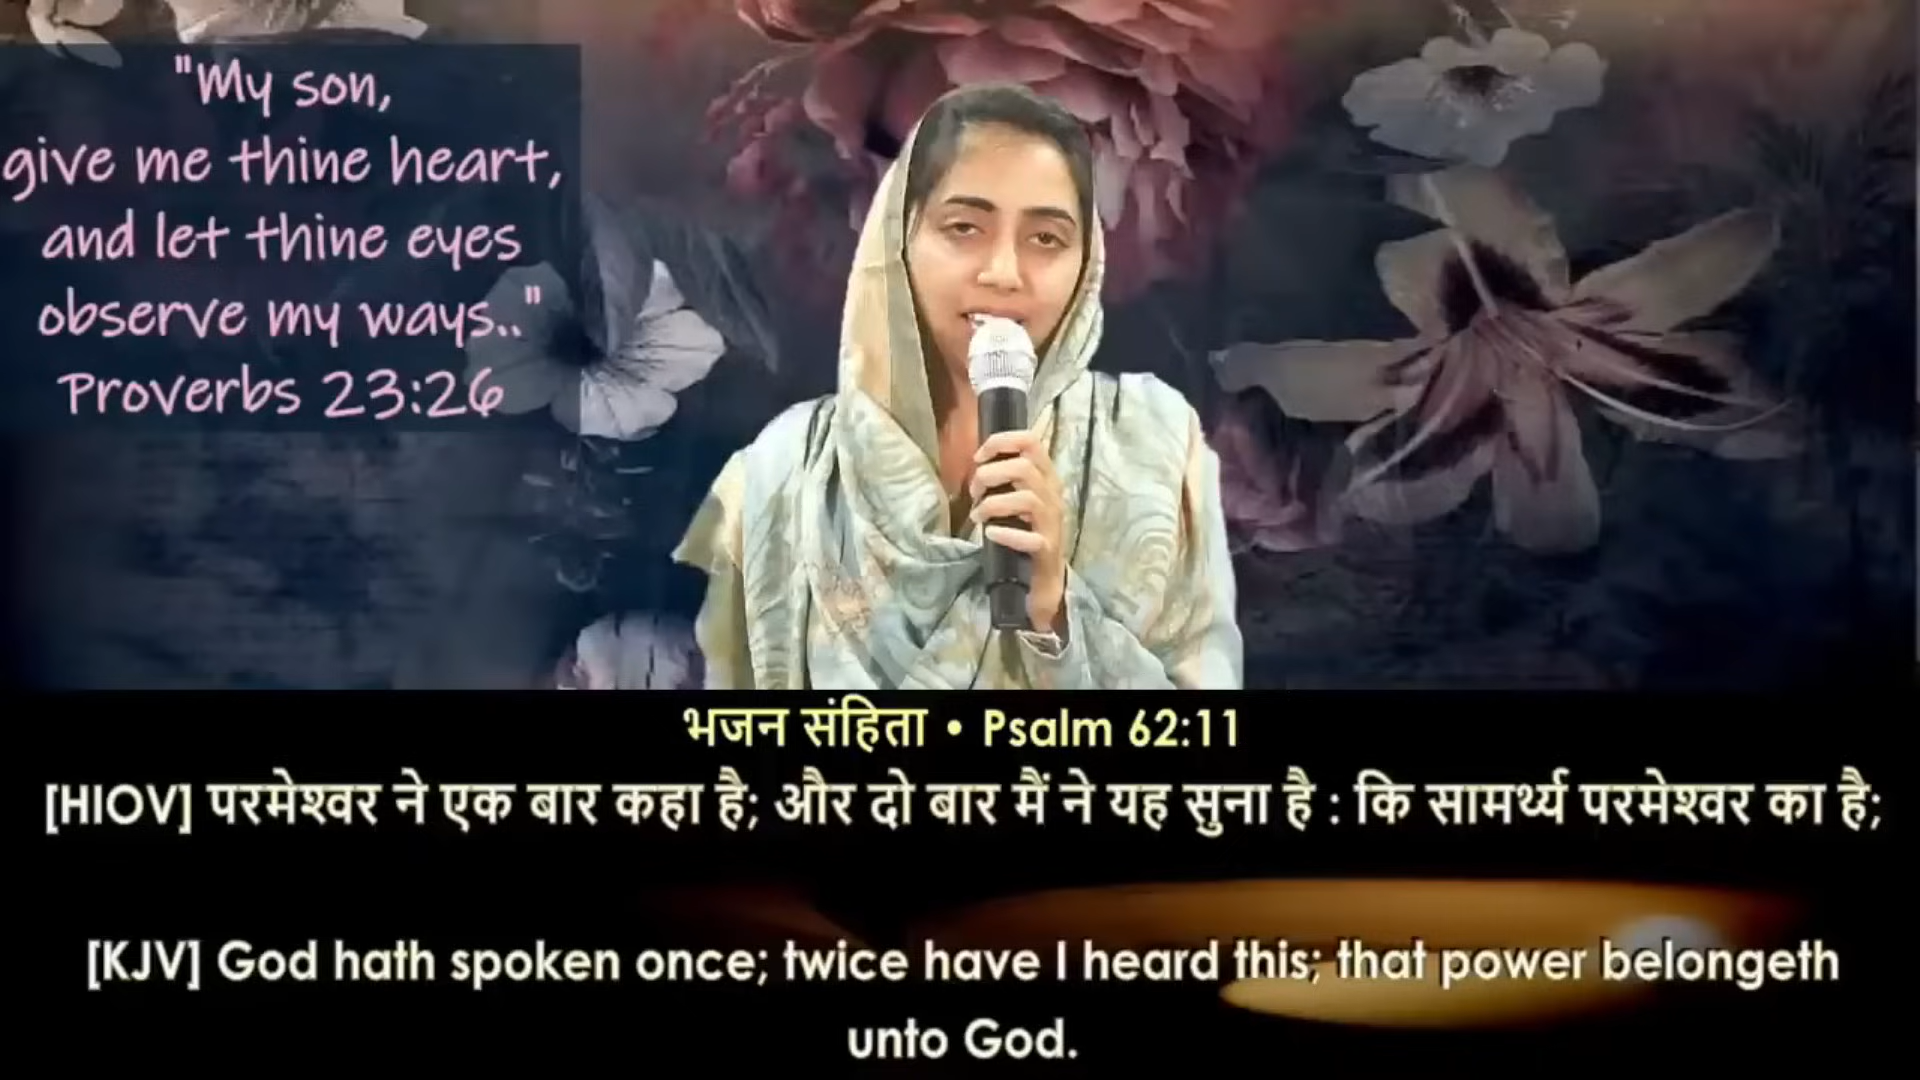 "My son,
give me thine heart,
and let thine eyes
observe my ways.."
Proverbs 23:26
भजन संहिता • Psalm 62:11
[HIOV] परमेश्वर ने एक बार कहा है; और दो बार मैं ने यह सुना है : कि सामर्थ्य परमेश्वर का है;
[KJV] God hath spoken once; twice have I heard this; that power belongeth
unto God.